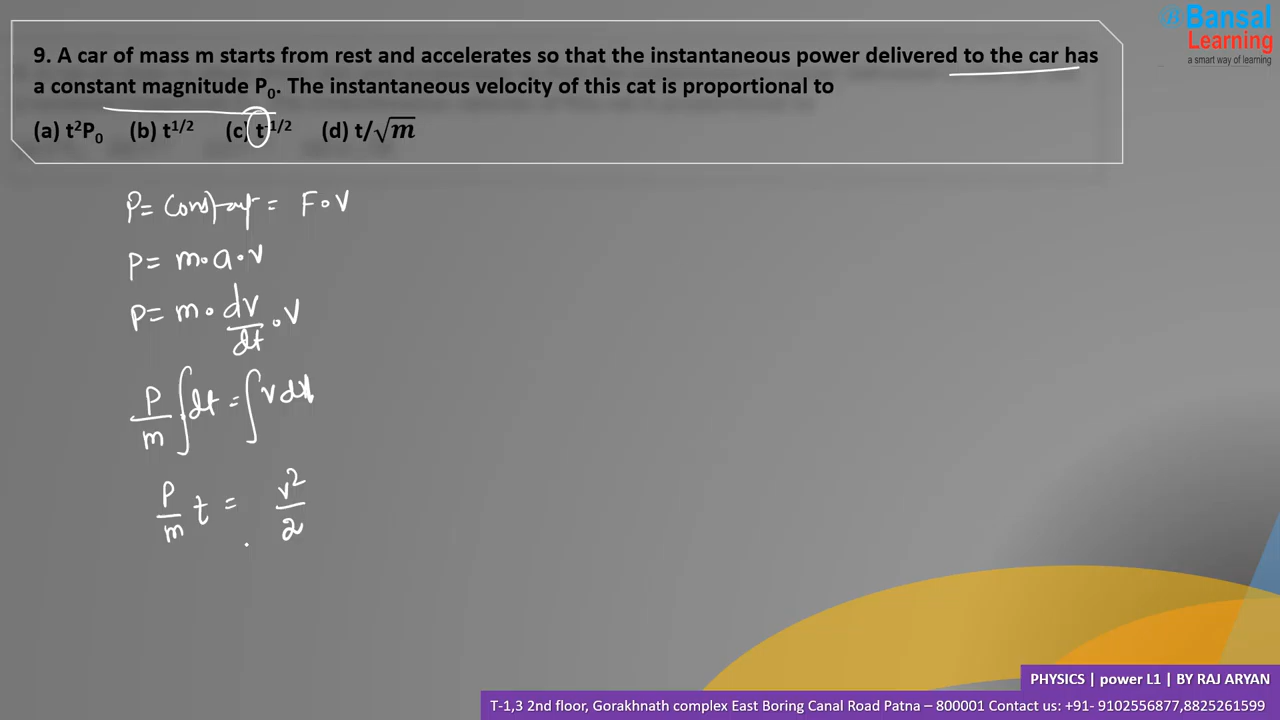 Bansal
Learning
a smart way of learning
9. A car of mass m starts from rest and accelerates so that the instantaneous power delivered to the car has
a constant magnitude P₀. The instantaneous velocity of this cat is proportional to
(a) t²P₀ (b) t^1/2 (c) t^-1/2 (d) t/√m
P = Constant = F·V
P = m·a·v
P = m·dv/dt·v
P/m ∫dt = ∫v dv
P/m t = v²/2
PHYSICS | power L1 | BY RAJ ARYAN
T-1,3 2nd floor, Gorakhnath complex East Boring Canal Road Patna – 800001 Contact us: +91- 9102556877,8825261599